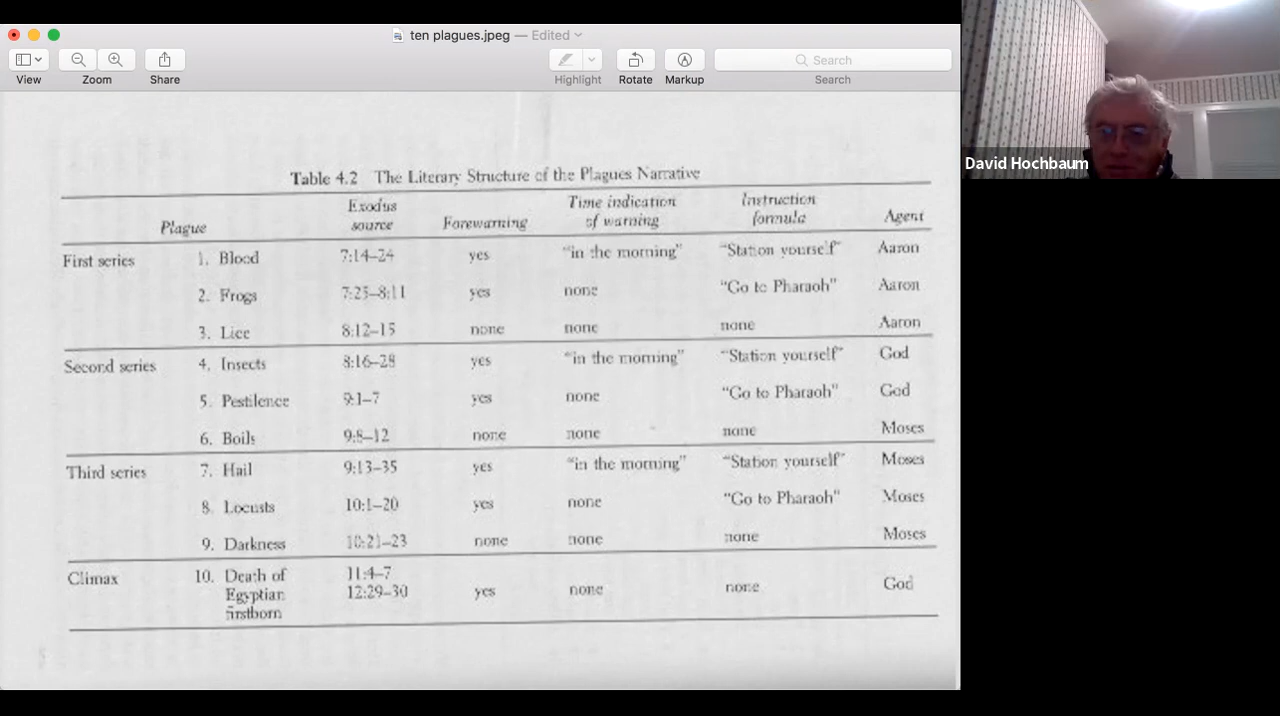 ten plagues.jpeg — Edited
View Zoom Share Highlight Rotate Markup Search
Search
David Hochbaum
Table 4.2 The Literary Structure of the Plagues Narrative
Plague Exodus source Forewarning Time indication of warning Instruction formula Agent
First series 1. Blood 7:14–24 yes "in the morning" "Station yourself" Aaron
2. Frogs 7:25–8:11 yes none "Go to Pharaoh" Aaron
3. Lice 8:12–15 none none none Aaron
Second series 4. Insects 8:16–28 yes "in the morning" "Station yourself" God
5. Pestilence 9:1–7 yes none "Go to Pharaoh" God
6. Boils 9:8–12 none none none Moses
Third series 7. Hail 9:13–35 yes "in the morning" "Station yourself" Moses
8. Locusts 10:1–20 yes none "Go to Pharaoh" Moses
9. Darkness 10:21–23 none none none Moses
Climax 10. Death of 11:4–7
Egyptian 12:29–30 yes none none God
firstborn